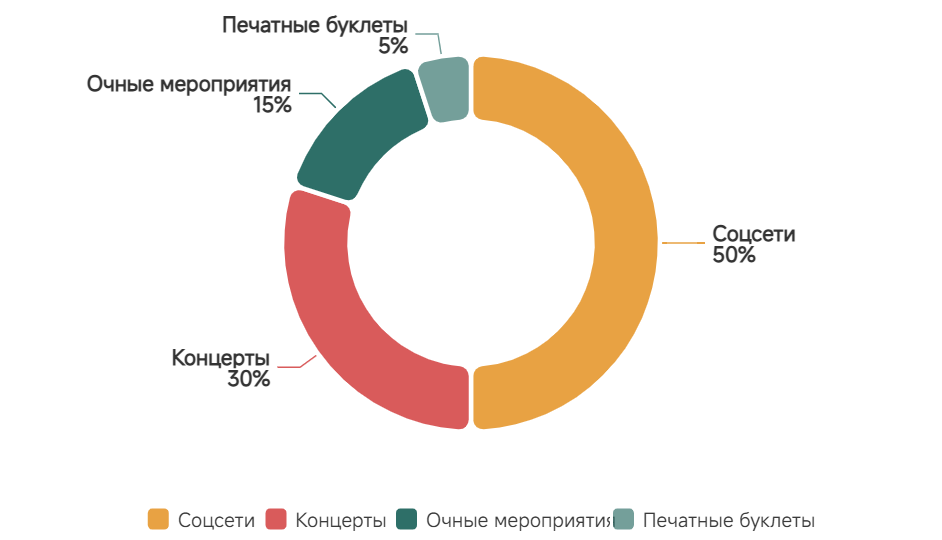 Печатные буклеты
5%
Очные мероприятия
15%
Соцсети
50%
Концерты
30%
Соцсети Концерты Очные мероприятия Печатные буклеты